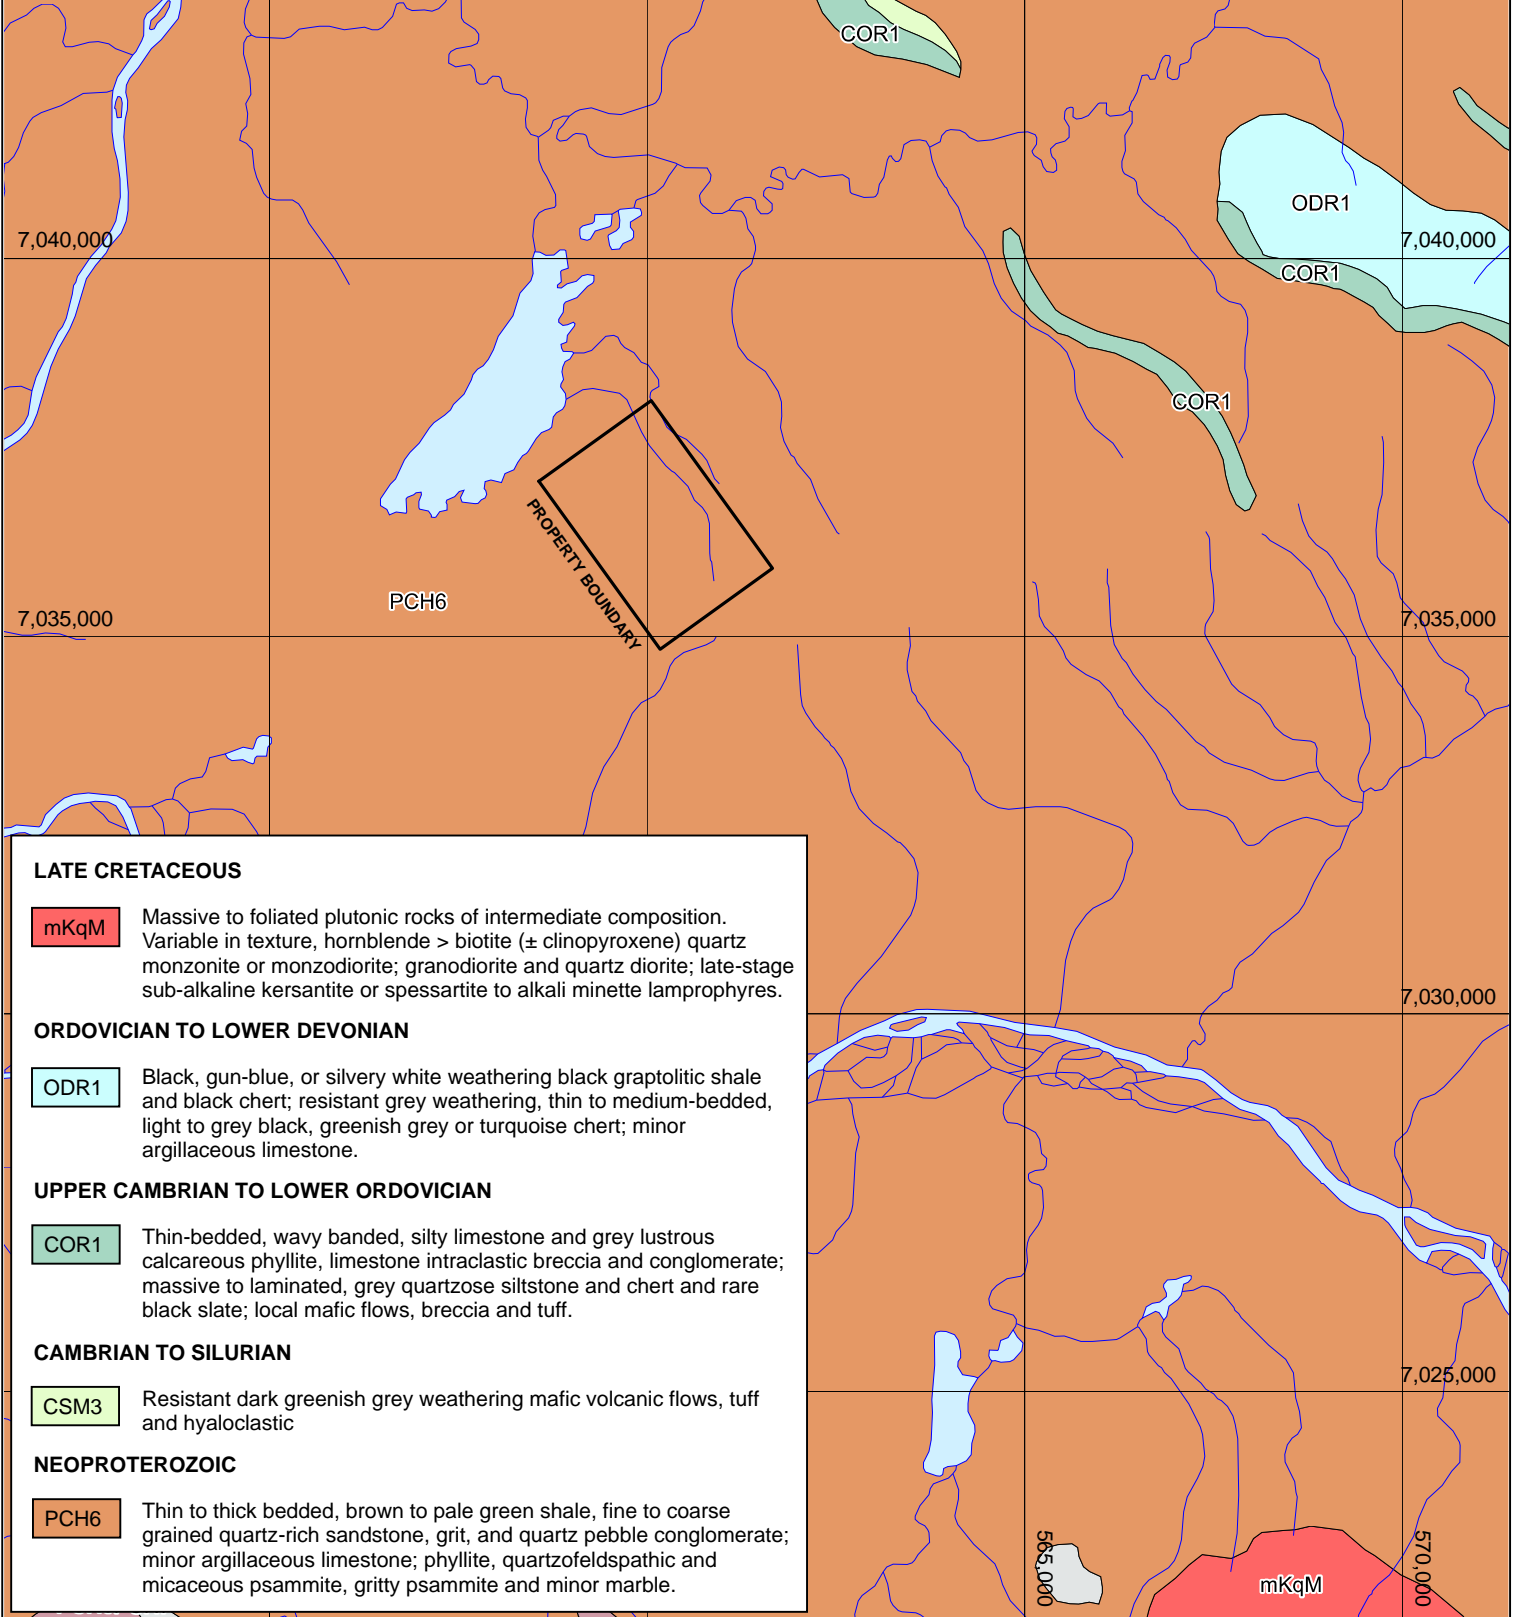 COR1
ODR1
7,040,000
7,040,000
COR1
COR1
PROPERTY BOUNDARY
PCH6
7,035,000
7,035,000
LATE CRETACEOUS
mKqM
Massive to foliated plutonic rocks of intermediate composition.
Variable in texture, hornblende > biotite (± clinopyroxene) quartz
monzonite or monzodiorite; granodiorite and quartz diorite; late-stage
sub-alkaline kersantite or spessartite to alkali minette lamprophyres.
7,030,000
ORDOVICIAN TO LOWER DEVONIAN
ODR1
Black, gun-blue, or silvery white weathering black graptolitic shale
and black chert; resistant grey weathering, thin to medium-bedded,
light to grey black, greenish grey or turquoise chert; minor
argillaceous limestone.
UPPER CAMBRIAN TO LOWER ORDOVICIAN
COR1
Thin-bedded, wavy banded, silty limestone and grey lustrous
calcareous phyllite, limestone intraclastic breccia and conglomerate;
massive to laminated, grey quartzose siltstone and chert and rare
black slate; local mafic flows, breccia and tuff.
CAMBRIAN TO SILURIAN
CSM3
Resistant dark greenish grey weathering mafic volcanic flows, tuff
and hyaloclastic
7,025,000
NEOPROTEROZOIC
PCH6
Thin to thick bedded, brown to pale green shale, fine to coarse
grained quartz-rich sandstone, grit, and quartz pebble conglomerate;
minor argillaceous limestone; phyllite, quartzofeldspathic and
micaceous psammite, gritty psammite and minor marble.
565,000
570,000
mKqM